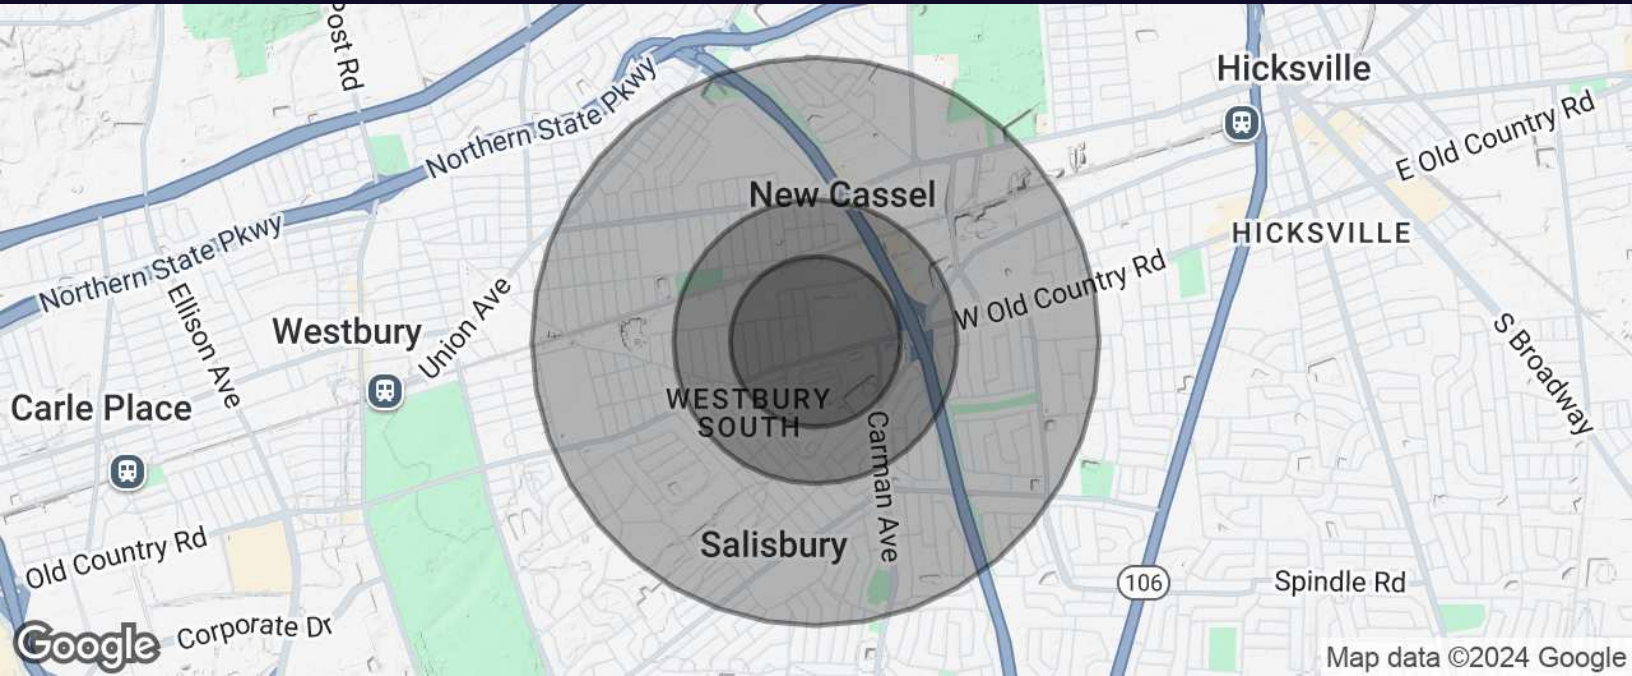 Post Rd
Hicksville
Northern State Pkwy
E Old Country Rd
New Cassel
Northern State Pkwy
HICKSVILLE
W Old Country Rd
Ellison Ave
Union Ave
Westbury
S Broadway
Carle Place
WESTBURY
SOUTH
Carman Ave
Old Country Rd
Salisbury
106
Spindle Rd
Corporate Dr
Google
Map data ©2024 Google